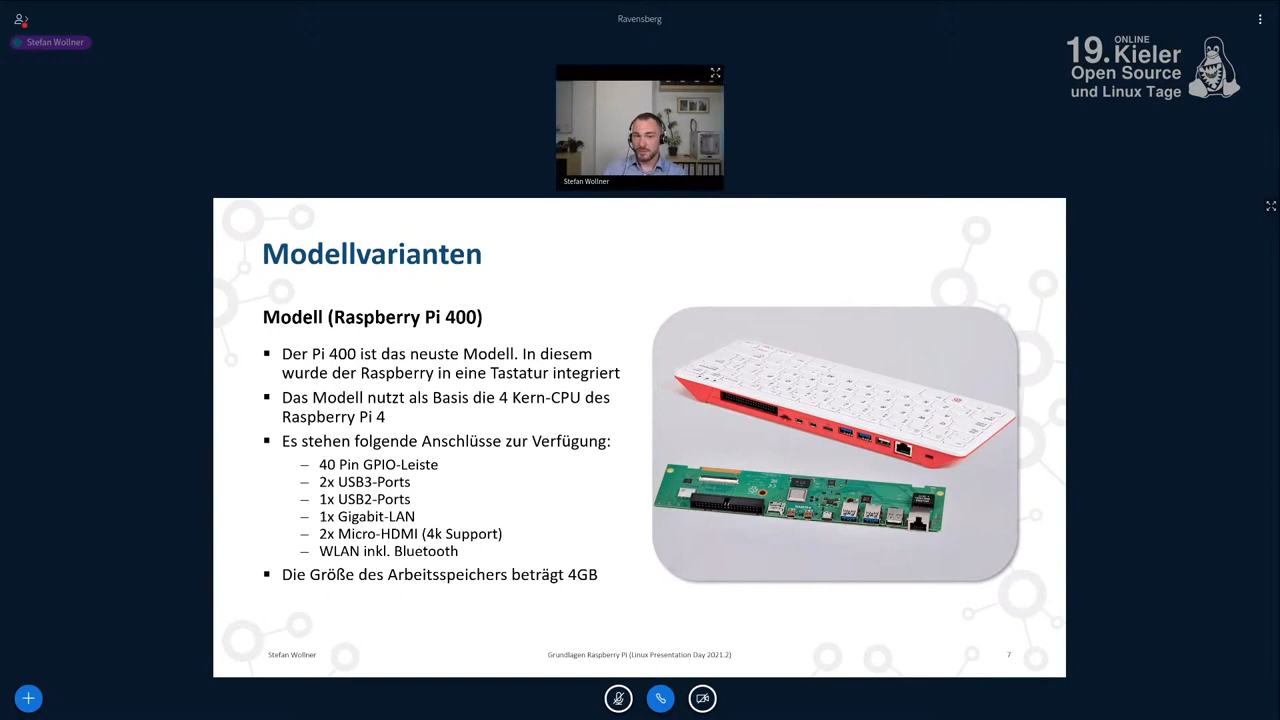 Ravensberg
Stefan Wollner
19. ONLINE
Kieler
Open Source
und Linux Tage
Stefan Wollner
Modellvarianten
Modell (Raspberry Pi 400)
▪ Der Pi 400 ist das neuste Modell. In diesem
wurde der Raspberry in eine Tastatur integriert
▪ Das Modell nutzt als Basis die 4 Kern-CPU des
Raspberry Pi 4
▪ Es stehen folgende Anschlüsse zur Verfügung:
– 40 Pin GPIO-Leiste
– 2x USB3-Ports
– 1x USB2-Ports
– 1x Gigabit-LAN
– 2x Micro-HDMI (4k Support)
– WLAN inkl. Bluetooth
▪ Die Größe des Arbeitsspeichers beträgt 4GB
Stefan Wollner
Grundlagen Raspberry Pi (Linux Presentation Day 2021.2)
7